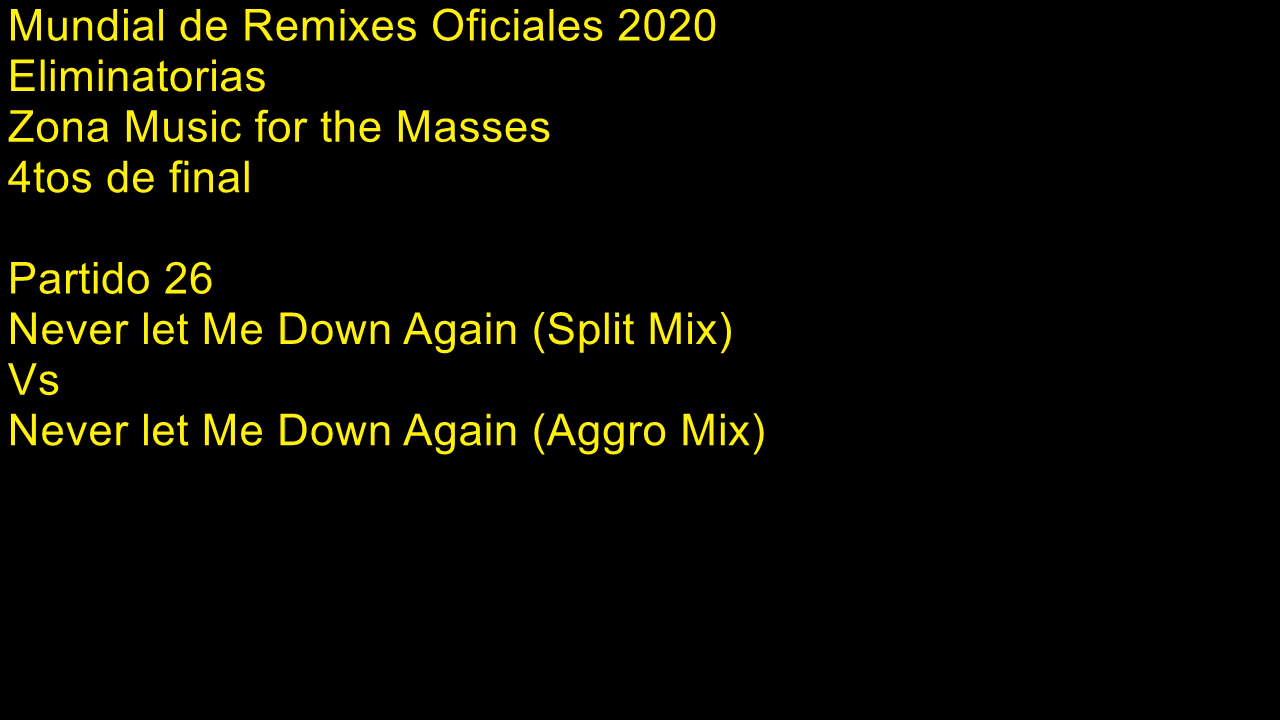 Mundial de Remixes Oficiales 2020
Eliminatorias
Zona Music for the Masses
4tos de final
Partido 26
Never let Me Down Again (Split Mix)
Vs
Never let Me Down Again (Aggro Mix)